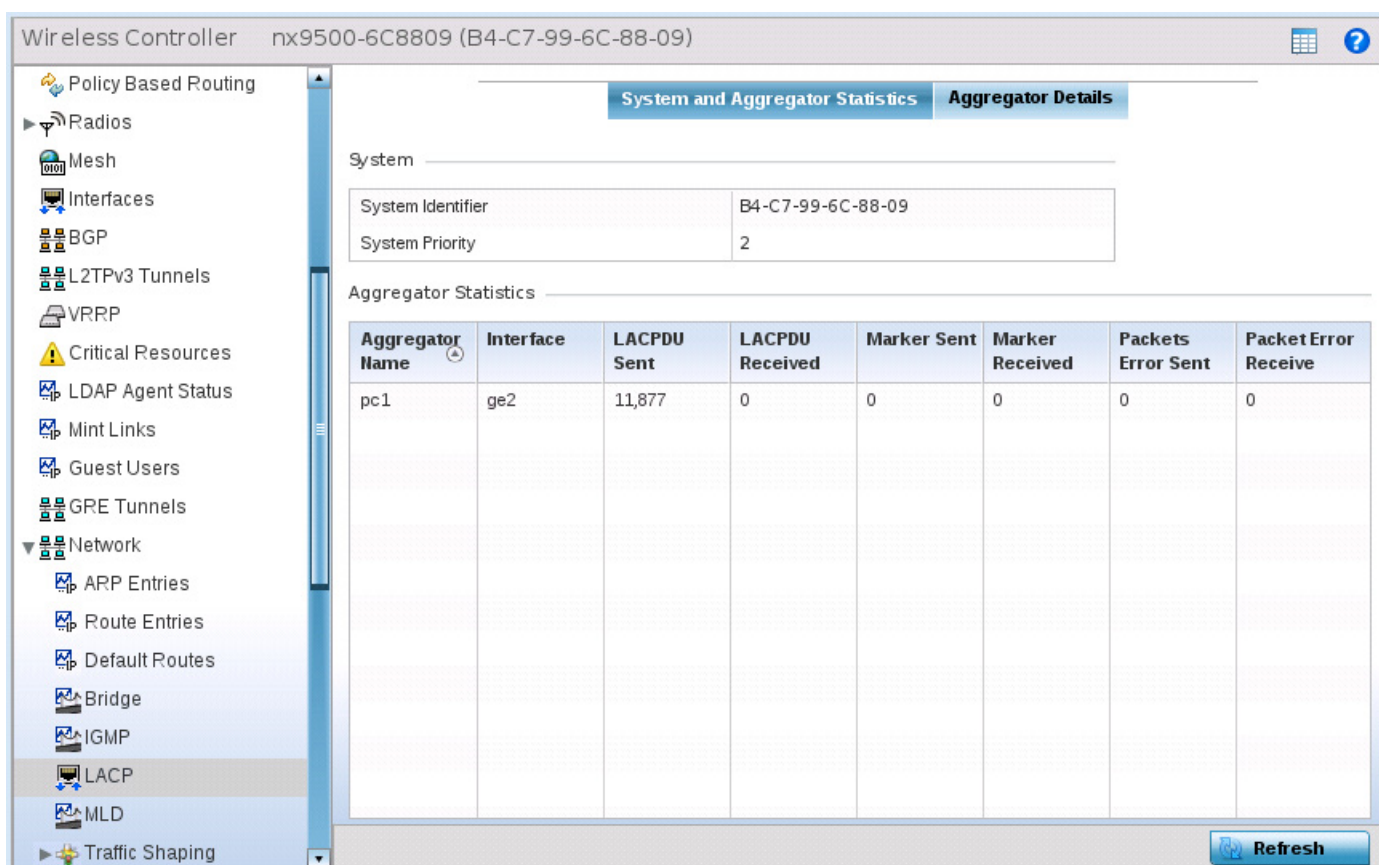 Wireless Controller nx9500-6C8809 (B4-C7-99-6C-88-09)
?
Policy Based Routing
Radios
Mesh
Interfaces
BGP
L2TPv3 Tunnels
VRRP
Critical Resources
LDAP Agent Status
Mint Links
Guest Users
GRE Tunnels
Network
ARP Entries
Route Entries
Default Routes
Bridge
IGMP
LACP
MLD
Traffic Shaping
System and Aggregator Statistics Aggregator Details
System
System Identifier B4-C7-99-6C-88-09
System Priority 2
Aggregator Statistics
Aggregator Name Interface LACPDU Sent LACPDU Received Marker Sent Marker Received Packets Error Sent Packet Error Receive
pc1 ge2 11,877 0 0 0 0 0
Refresh